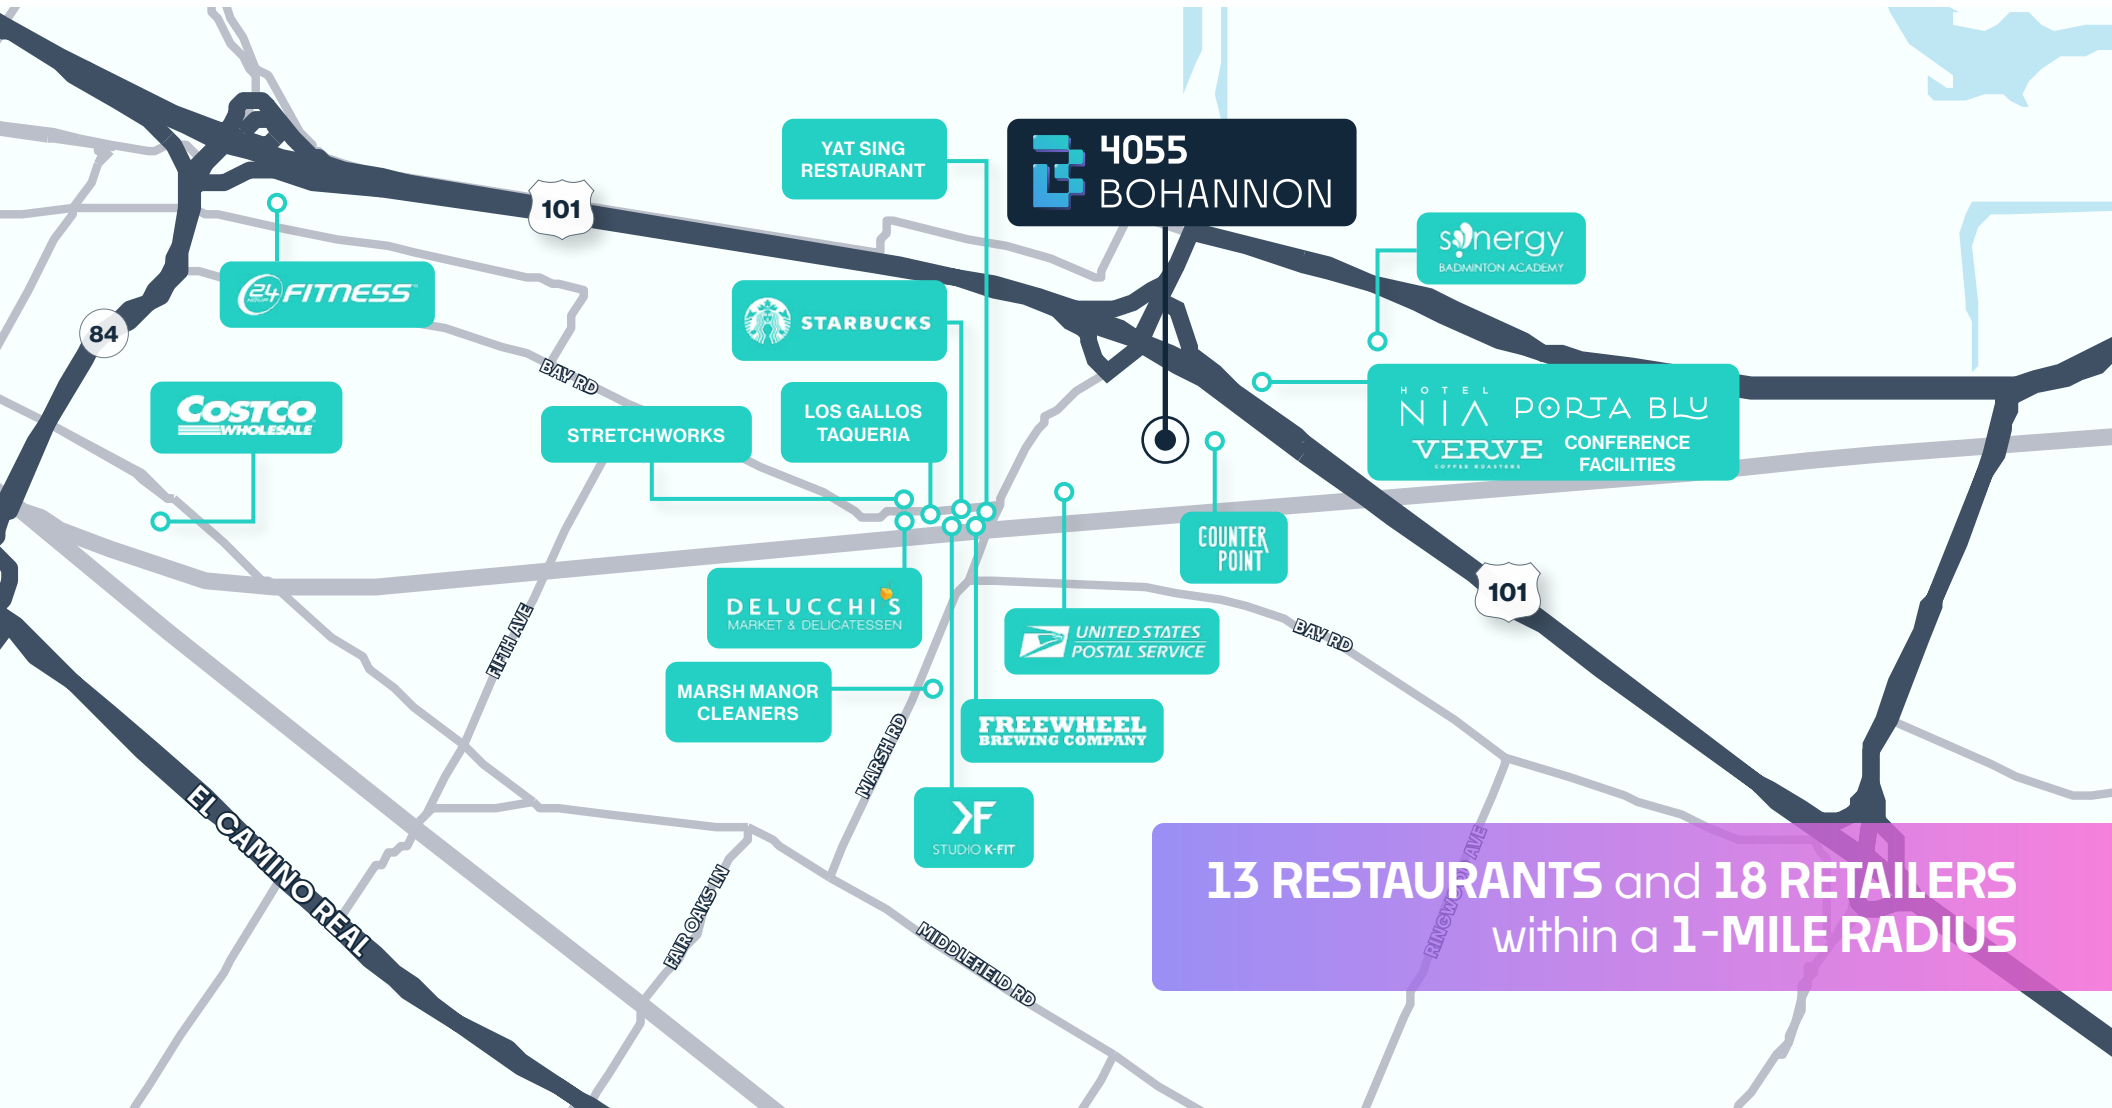 YAT SING
RESTAURANT
4055
BOHANNON
101
synergy
BADMINTON ACADEMY
24
HOUR
FITNESS
STARBUCKS
84
BAY RD
COSTCO
WHOLESALE
STRETCHWORKS
LOS GALLOS
TAQUERIA
HOTEL
NIA
PORTA BLU
VERVE
COFFEE ROASTERS
CONFERENCE
FACILITIES
COUNTER
POINT
101
DELUCCHI'S
MARKET & DELICATESSEN
FIFTH AVE
UNITED STATES
POSTAL SERVICE
BAY RD
MARSH MANOR
CLEANERS
MARSH RD
FREEWHEEL
BREWING COMPANY
KF
STUDIO K-FIT
EL CAMINO REAL
FAIR OAKS LN
MIDDLEFIELD RD
RINGWOOD AVE
13 RESTAURANTS and 18 RETAILERS
within a 1-MILE RADIUS